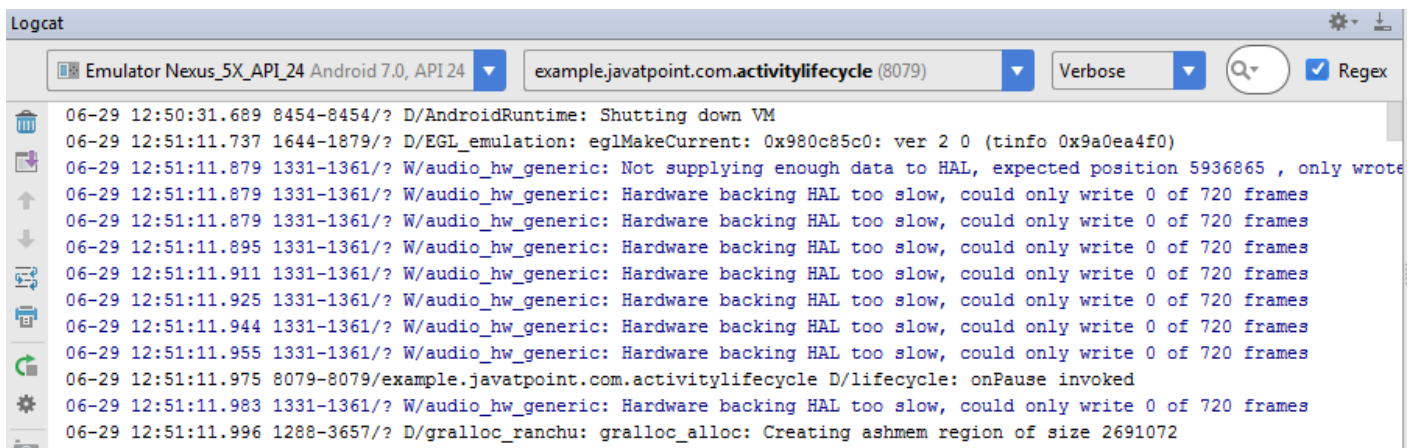 Logcat
Emulator Nexus_5X_API_24 Android 7.0, API 24 example.javatpoint.com.activitylifecycle (8079) Verbose Regex
06-29 12:50:31.689 8454-8454/? D/AndroidRuntime: Shutting down VM
06-29 12:51:11.737 1644-1879/? D/EGL_emulation: eglMakeCurrent: 0x980c85c0: ver 2 0 (tinfo 0x9a0ea4f0)
06-29 12:51:11.879 1331-1361/? W/audio_hw_generic: Not supplying enough data to HAL, expected position 5936865 , only wrote
06-29 12:51:11.879 1331-1361/? W/audio_hw_generic: Hardware backing HAL too slow, could only write 0 of 720 frames
06-29 12:51:11.879 1331-1361/? W/audio_hw_generic: Hardware backing HAL too slow, could only write 0 of 720 frames
06-29 12:51:11.895 1331-1361/? W/audio_hw_generic: Hardware backing HAL too slow, could only write 0 of 720 frames
06-29 12:51:11.911 1331-1361/? W/audio_hw_generic: Hardware backing HAL too slow, could only write 0 of 720 frames
06-29 12:51:11.925 1331-1361/? W/audio_hw_generic: Hardware backing HAL too slow, could only write 0 of 720 frames
06-29 12:51:11.944 1331-1361/? W/audio_hw_generic: Hardware backing HAL too slow, could only write 0 of 720 frames
06-29 12:51:11.955 1331-1361/? W/audio_hw_generic: Hardware backing HAL too slow, could only write 0 of 720 frames
06-29 12:51:11.975 8079-8079/example.javatpoint.com.activitylifecycle D/lifecycle: onPause invoked
06-29 12:51:11.983 1331-1361/? W/audio_hw_generic: Hardware backing HAL too slow, could only write 0 of 720 frames
06-29 12:51:11.996 1288-3657/? D/gralloc_ranchu: gralloc_alloc: Creating ashmem region of size 2691072